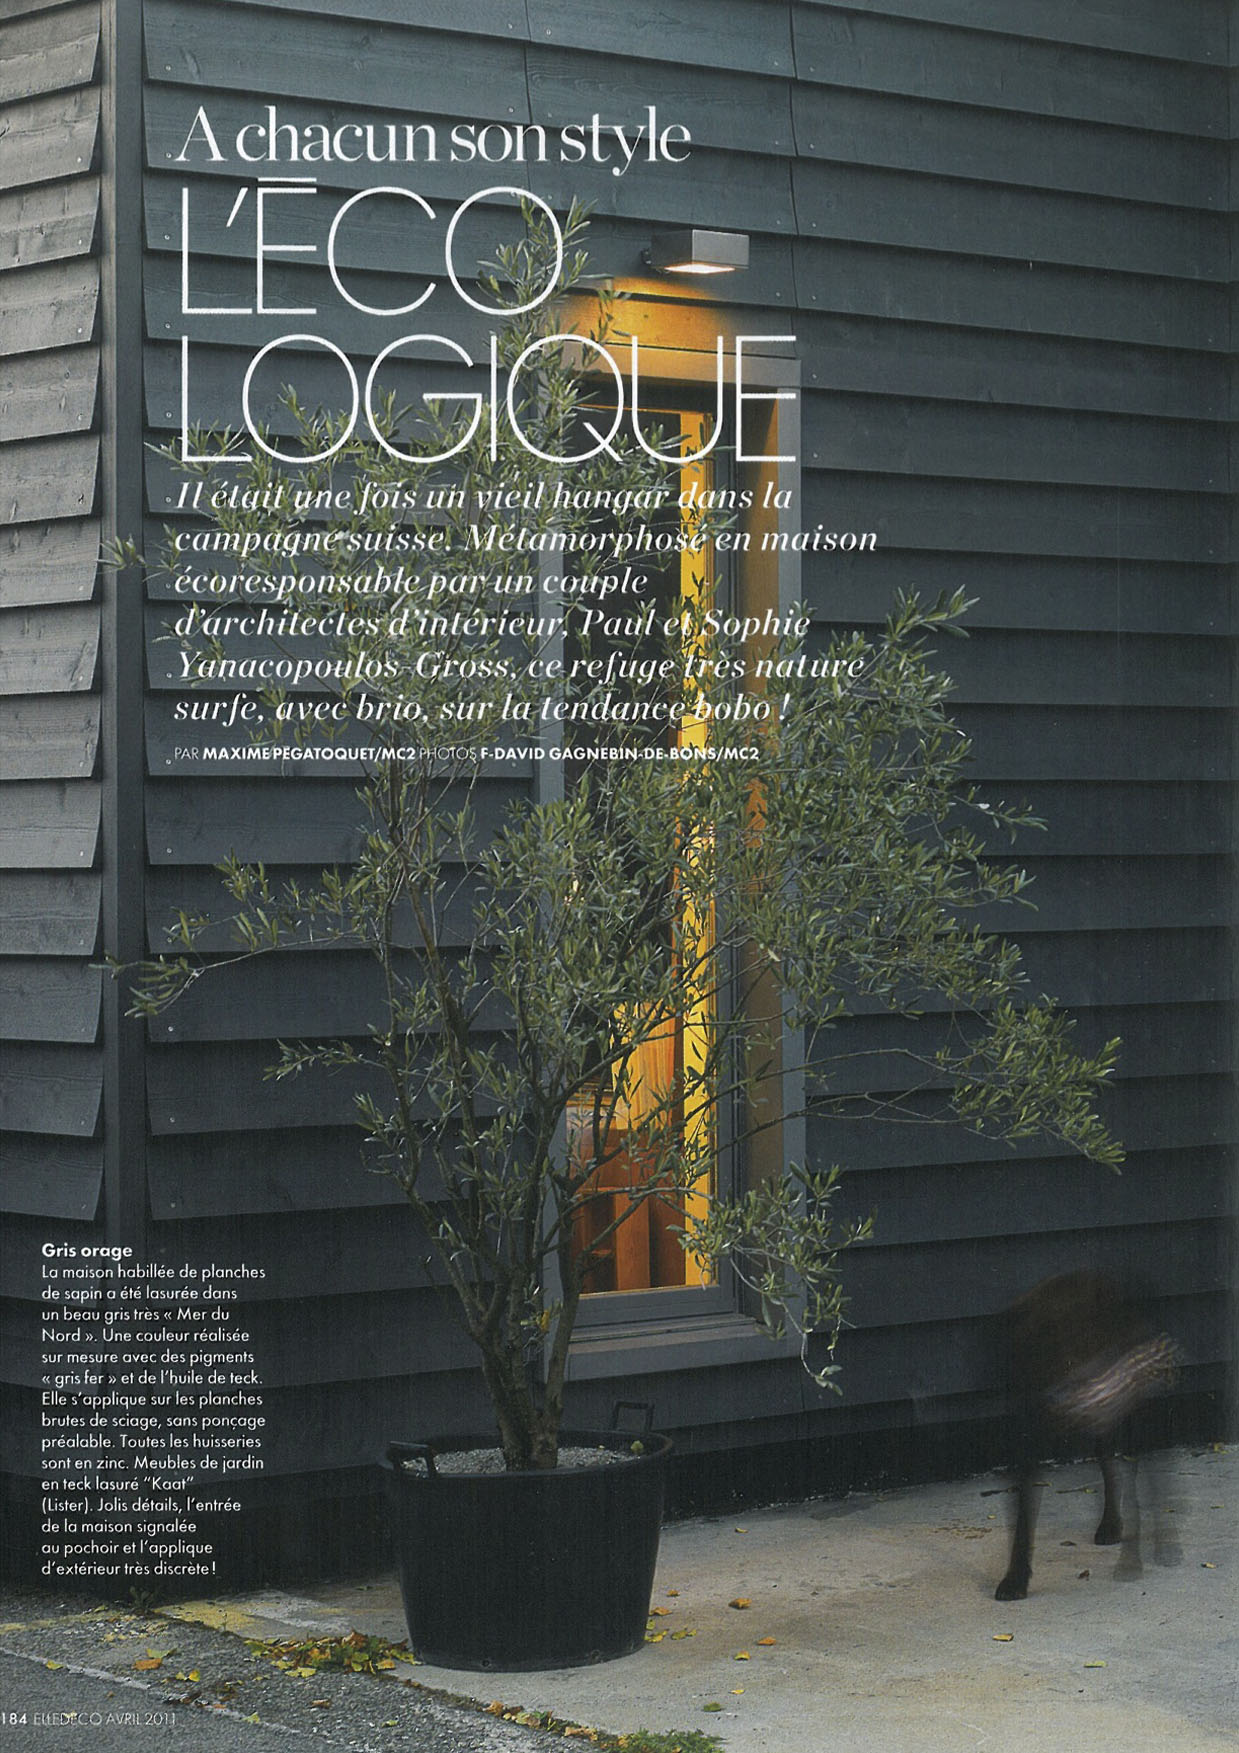 A chacun son style
L'ÉCO
LOGIQUE
Il était une fois un vieil hangar dans la
campagne suisse. Métamorphosé en maison
écoresponsable par un couple
d'architectes d'intérieur, Paul et Sophie
Yanacopoulos-Gross, ce refuge très nature
surfe, avec brio, sur la tendance bobo !
PAR MAXIME PEGATOQUET/MC2 PHOTOS F-DAVID GAGNEBIN-DE-BONS/MC2
Gris orage
La maison habillée de planches
de sapin a été lasurée dans
un beau gris très « Mer du
Nord ». Une couleur réalisée
sur mesure avec des pigments
« gris fer » et de l'huile de teck.
Elle s'applique sur les planches
brutes de sciage, sans ponçage
préalable. Toutes les huisseries
sont en zinc. Meubles de jardin
en teck lasuré "Kaat"
(Lister). Jolis détails, l'entrée
de la maison signalée
au pochoir et l'applique
d'extérieur très discrète !
184 ELLEDECO AVRIL 2011